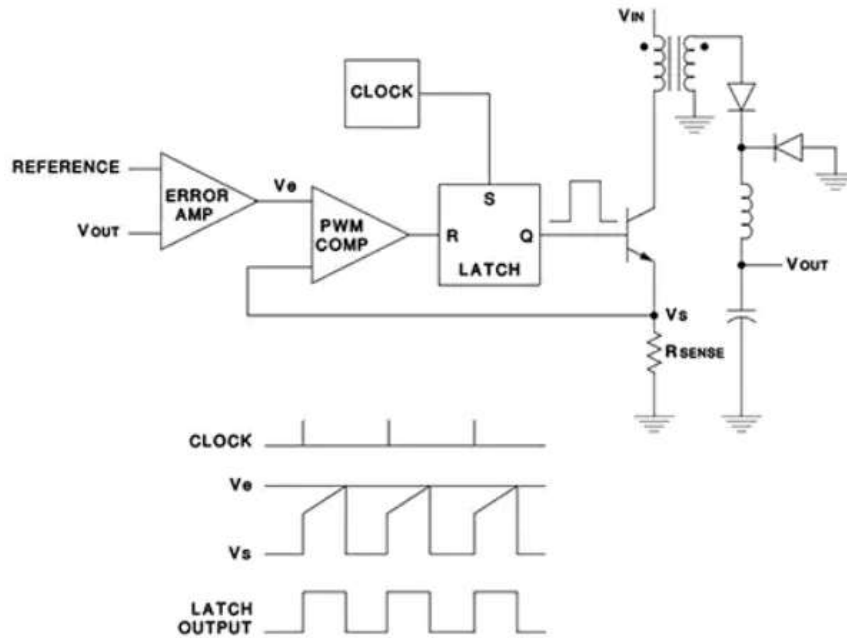 VIN
CLOCK
REFERENCE
ERROR
AMP
Ve
VOUT
PWM
COMP
S
R
Q
LATCH
VOUT
Vs
RSENSE
CLOCK
Ve
Vs
LATCH
OUTPUT